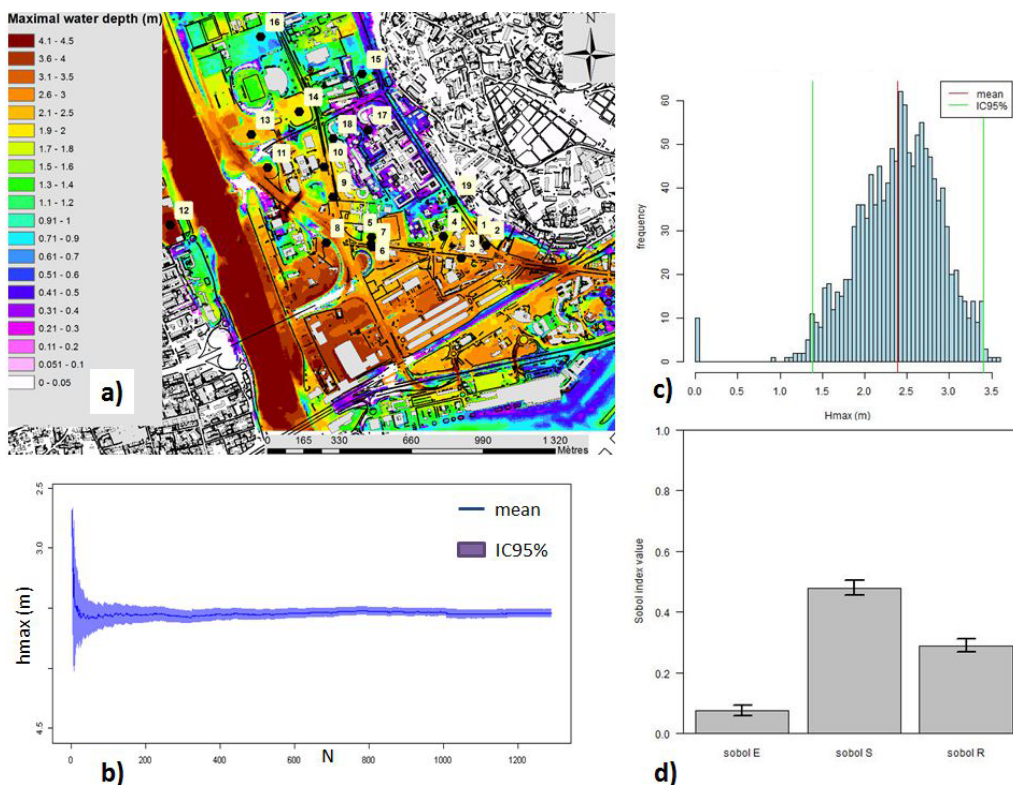 Maximal water depth (m)
4.1 - 4.5
3.6 - 4
3.1 - 3.5
2.6 - 3
2.1 - 2.5
1.9 - 2
1.7 - 1.8
1.5 - 1.6
1.3 - 1.4
1.1 - 1.2
0.91 - 1
0.71 - 0.9
0.61 - 0.7
0.51 - 0.6
0.41 - 0.5
0.31 - 0.4
0.21 - 0.3
0.11 - 0.2
0.051 - 0.1
0 - 0.05
a)
N
16
15
14
13
17
18
11
10
9
19
12
4
1
2
5
7
8
3
6
0 165 330 660 990 1 320
Mètres
2.5
3.0
4.5
hmax (m)
mean
IC95%
0 200 400 600 800 1000 1200
N
b)
mean
IC95%
60
50
40
30
20
10
0
frequency
0.0 0.5 1.0 1.5 2.0 2.5 3.0 3.5
Hmax (m)
c)
1.0
0.8
0.6
0.4
0.2
0.0
Sobol index value
sobol E sobol S sobol R
d)